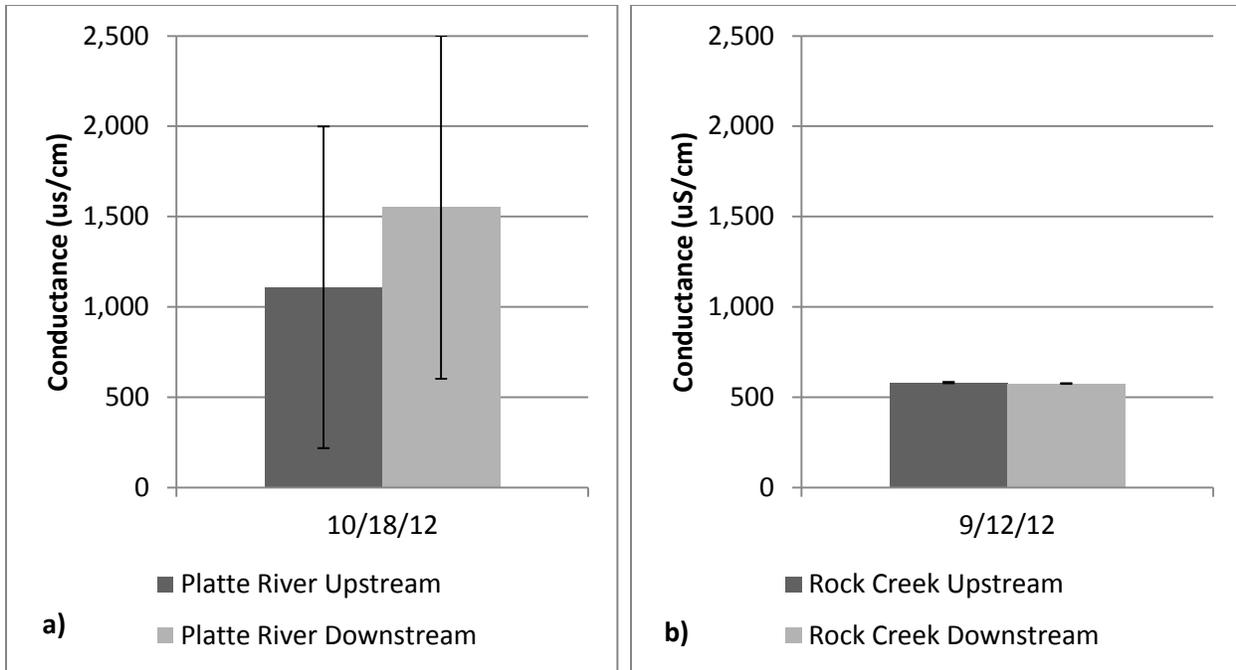 2,500
2,000
1,500
1,000
500
0
Conductance (us/cm)
10/18/12
Platte River Upstream
Platte River Downstream
a)
2,500
2,000
1,500
1,000
500
0
Conductance (uS/cm)
9/12/12
Rock Creek Upstream
Rock Creek Downstream
b)